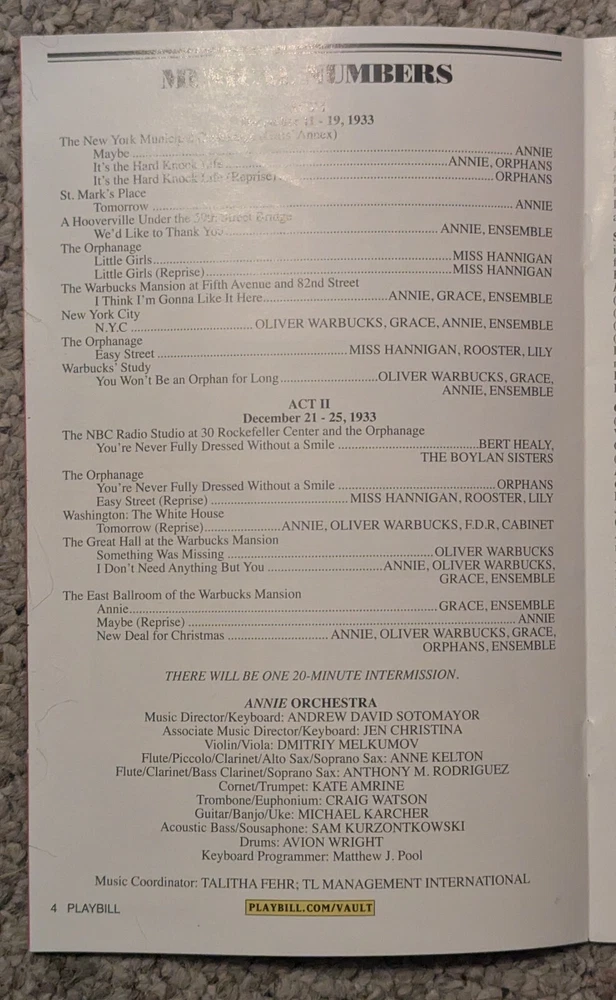 NUMBERS
- 19, 1933
The New York Annex)
Maybe ... ANNIE
It's the Hard Knock Life ... ANNIE, ORPHANS
It's the Hard Knock Life (Reprise) ... ORPHANS
St. Mark's Place
Tomorrow ... ANNIE
A Hooverville Under the 59th Street Bridge
We'd Like to Thank You ... ANNIE, ENSEMBLE
The Orphanage
Little Girls ... MISS HANNIGAN
Little Girls (Reprise) ... MISS HANNIGAN
The Warbucks Mansion at Fifth Avenue and 82nd Street
I Think I'm Gonna Like It Here ... ANNIE, GRACE, ENSEMBLE
New York City
N.Y.C ... OLIVER WARBUCKS, GRACE, ANNIE, ENSEMBLE
The Orphanage
Easy Street ... MISS HANNIGAN, ROOSTER, LILY
Warbucks' Study
You Won't Be an Orphan for Long ... OLIVER WARBUCKS, GRACE,
ANNIE, ENSEMBLE
ACT II
December 21 - 25, 1933
The NBC Radio Studio at 30 Rockefeller Center and the Orphanage
You're Never Fully Dressed Without a Smile ... BERT HEALY,
THE BOYLAN SISTERS
The Orphanage
You're Never Fully Dressed Without a Smile ... ORPHANS
Easy Street (Reprise) ... MISS HANNIGAN, ROOSTER, LILY
Washington: The White House
Tomorrow (Reprise) ... ANNIE, OLIVER WARBUCKS, F.D.R, CABINET
The Great Hall at the Warbucks Mansion
Something Was Missing ... OLIVER WARBUCKS
I Don't Need Anything But You ... ANNIE, OLIVER WARBUCKS,
GRACE, ENSEMBLE
The East Ballroom of the Warbucks Mansion
Annie ... GRACE, ENSEMBLE
Maybe (Reprise) ... ANNIE
New Deal for Christmas ... ANNIE, OLIVER WARBUCKS, GRACE,
ORPHANS, ENSEMBLE
THERE WILL BE ONE 20-MINUTE INTERMISSION.
ANNIE ORCHESTRA
Music Director/Keyboard: ANDREW DAVID SOTOMAYOR
Associate Music Director/Keyboard: JEN CHRISTINA
Violin/Viola: DMITRIY MELKUMOV
Flute/Piccolo/Clarinet/Alto Sax/Soprano Sax: ANNE KELTON
Flute/Clarinet/Bass Clarinet/Soprano Sax: ANTHONY M. RODRIGUEZ
Cornet/Trumpet: KATE AMRINE
Trombone/Euphonium: CRAIG WATSON
Guitar/Banjo/Uke: MICHAEL KARCHER
Acoustic Bass/Sousaphone: SAM KURZONTKOWSKI
Drums: AVION WRIGHT
Keyboard Programmer: Matthew J. Pool
Music Coordinator: TALITHA FEHR; TL MANAGEMENT INTERNATIONAL
4 PLAYBILL
PLAYBILL.COM/VAULT